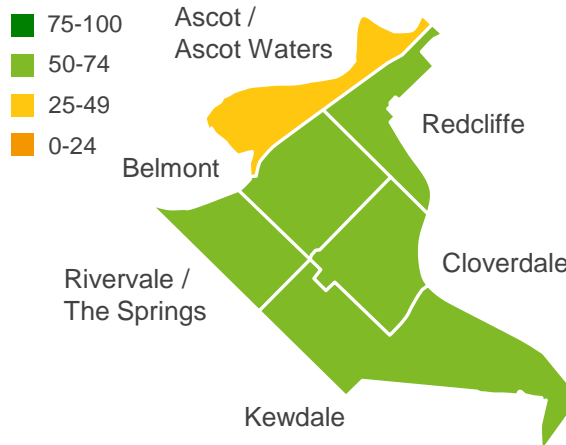 75-100
50-74
25-49
0-24
Ascot /
Ascot Waters
Redcliffe
Belmont
Cloverdale
Rivervale /
The Springs
Kewdale